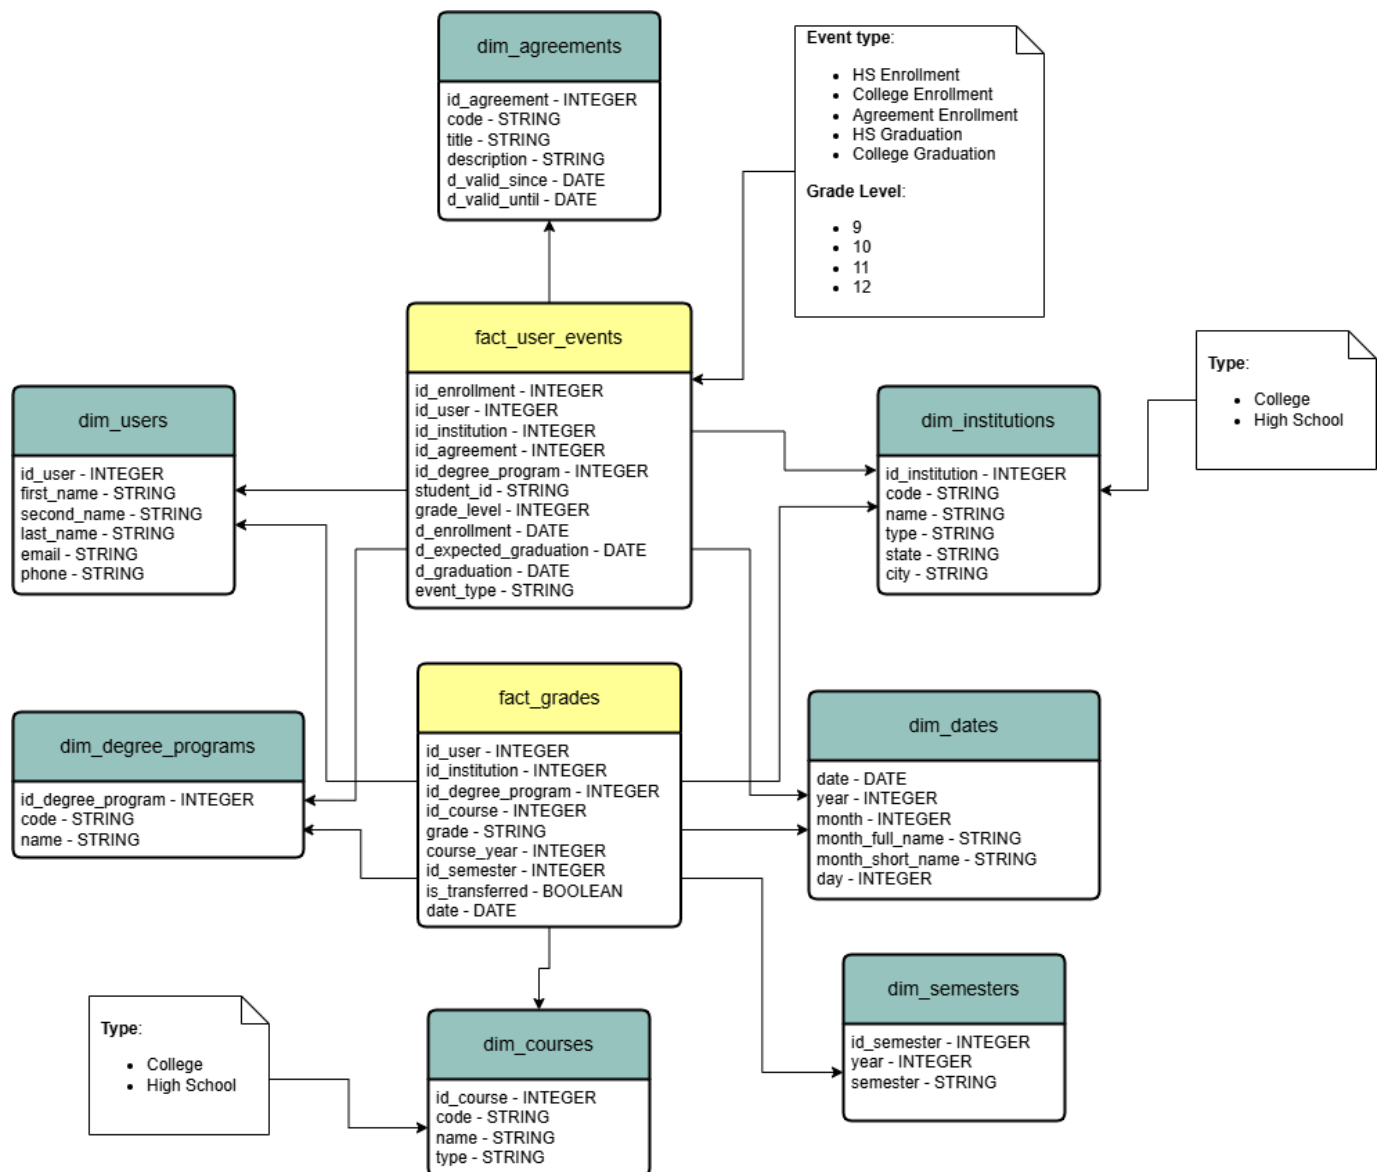 dim_agreements
id_agreement - INTEGER
code - STRING
title - STRING
description - STRING
d_valid_since - DATE
d_valid_until - DATE
Event type:
HS Enrollment
College Enrollment
Agreement Enrollment
HS Graduation
College Graduation
Grade Level:
9
10
11
12
fact_user_events
id_enrollment - INTEGER
id_user - INTEGER
id_institution - INTEGER
id_agreement - INTEGER
id_degree_program - INTEGER
student_id - STRING
grade_level - INTEGER
d_enrollment - DATE
d_expected_graduation - DATE
d_graduation - DATE
event_type - STRING
dim_users
id_user - INTEGER
first_name - STRING
second_name - STRING
last_name - STRING
email - STRING
phone - STRING
dim_institutions
id_institution - INTEGER
code - STRING
name - STRING
type - STRING
state - STRING
city - STRING
Type:
College
High School
fact_grades
id_user - INTEGER
id_institution - INTEGER
id_degree_program - INTEGER
id_course - INTEGER
grade - STRING
course_year - INTEGER
id_semester - INTEGER
is_transferred - BOOLEAN
date - DATE
dim_degree_programs
id_degree_program - INTEGER
code - STRING
name - STRING
dim_dates
date - DATE
year - INTEGER
month - INTEGER
month_full_name - STRING
month_short_name - STRING
day - INTEGER
dim_semesters
id_semester - INTEGER
year - INTEGER
semester - STRING
Type:
College
High School
dim_courses
id_course - INTEGER
code - STRING
name - STRING
type - STRING